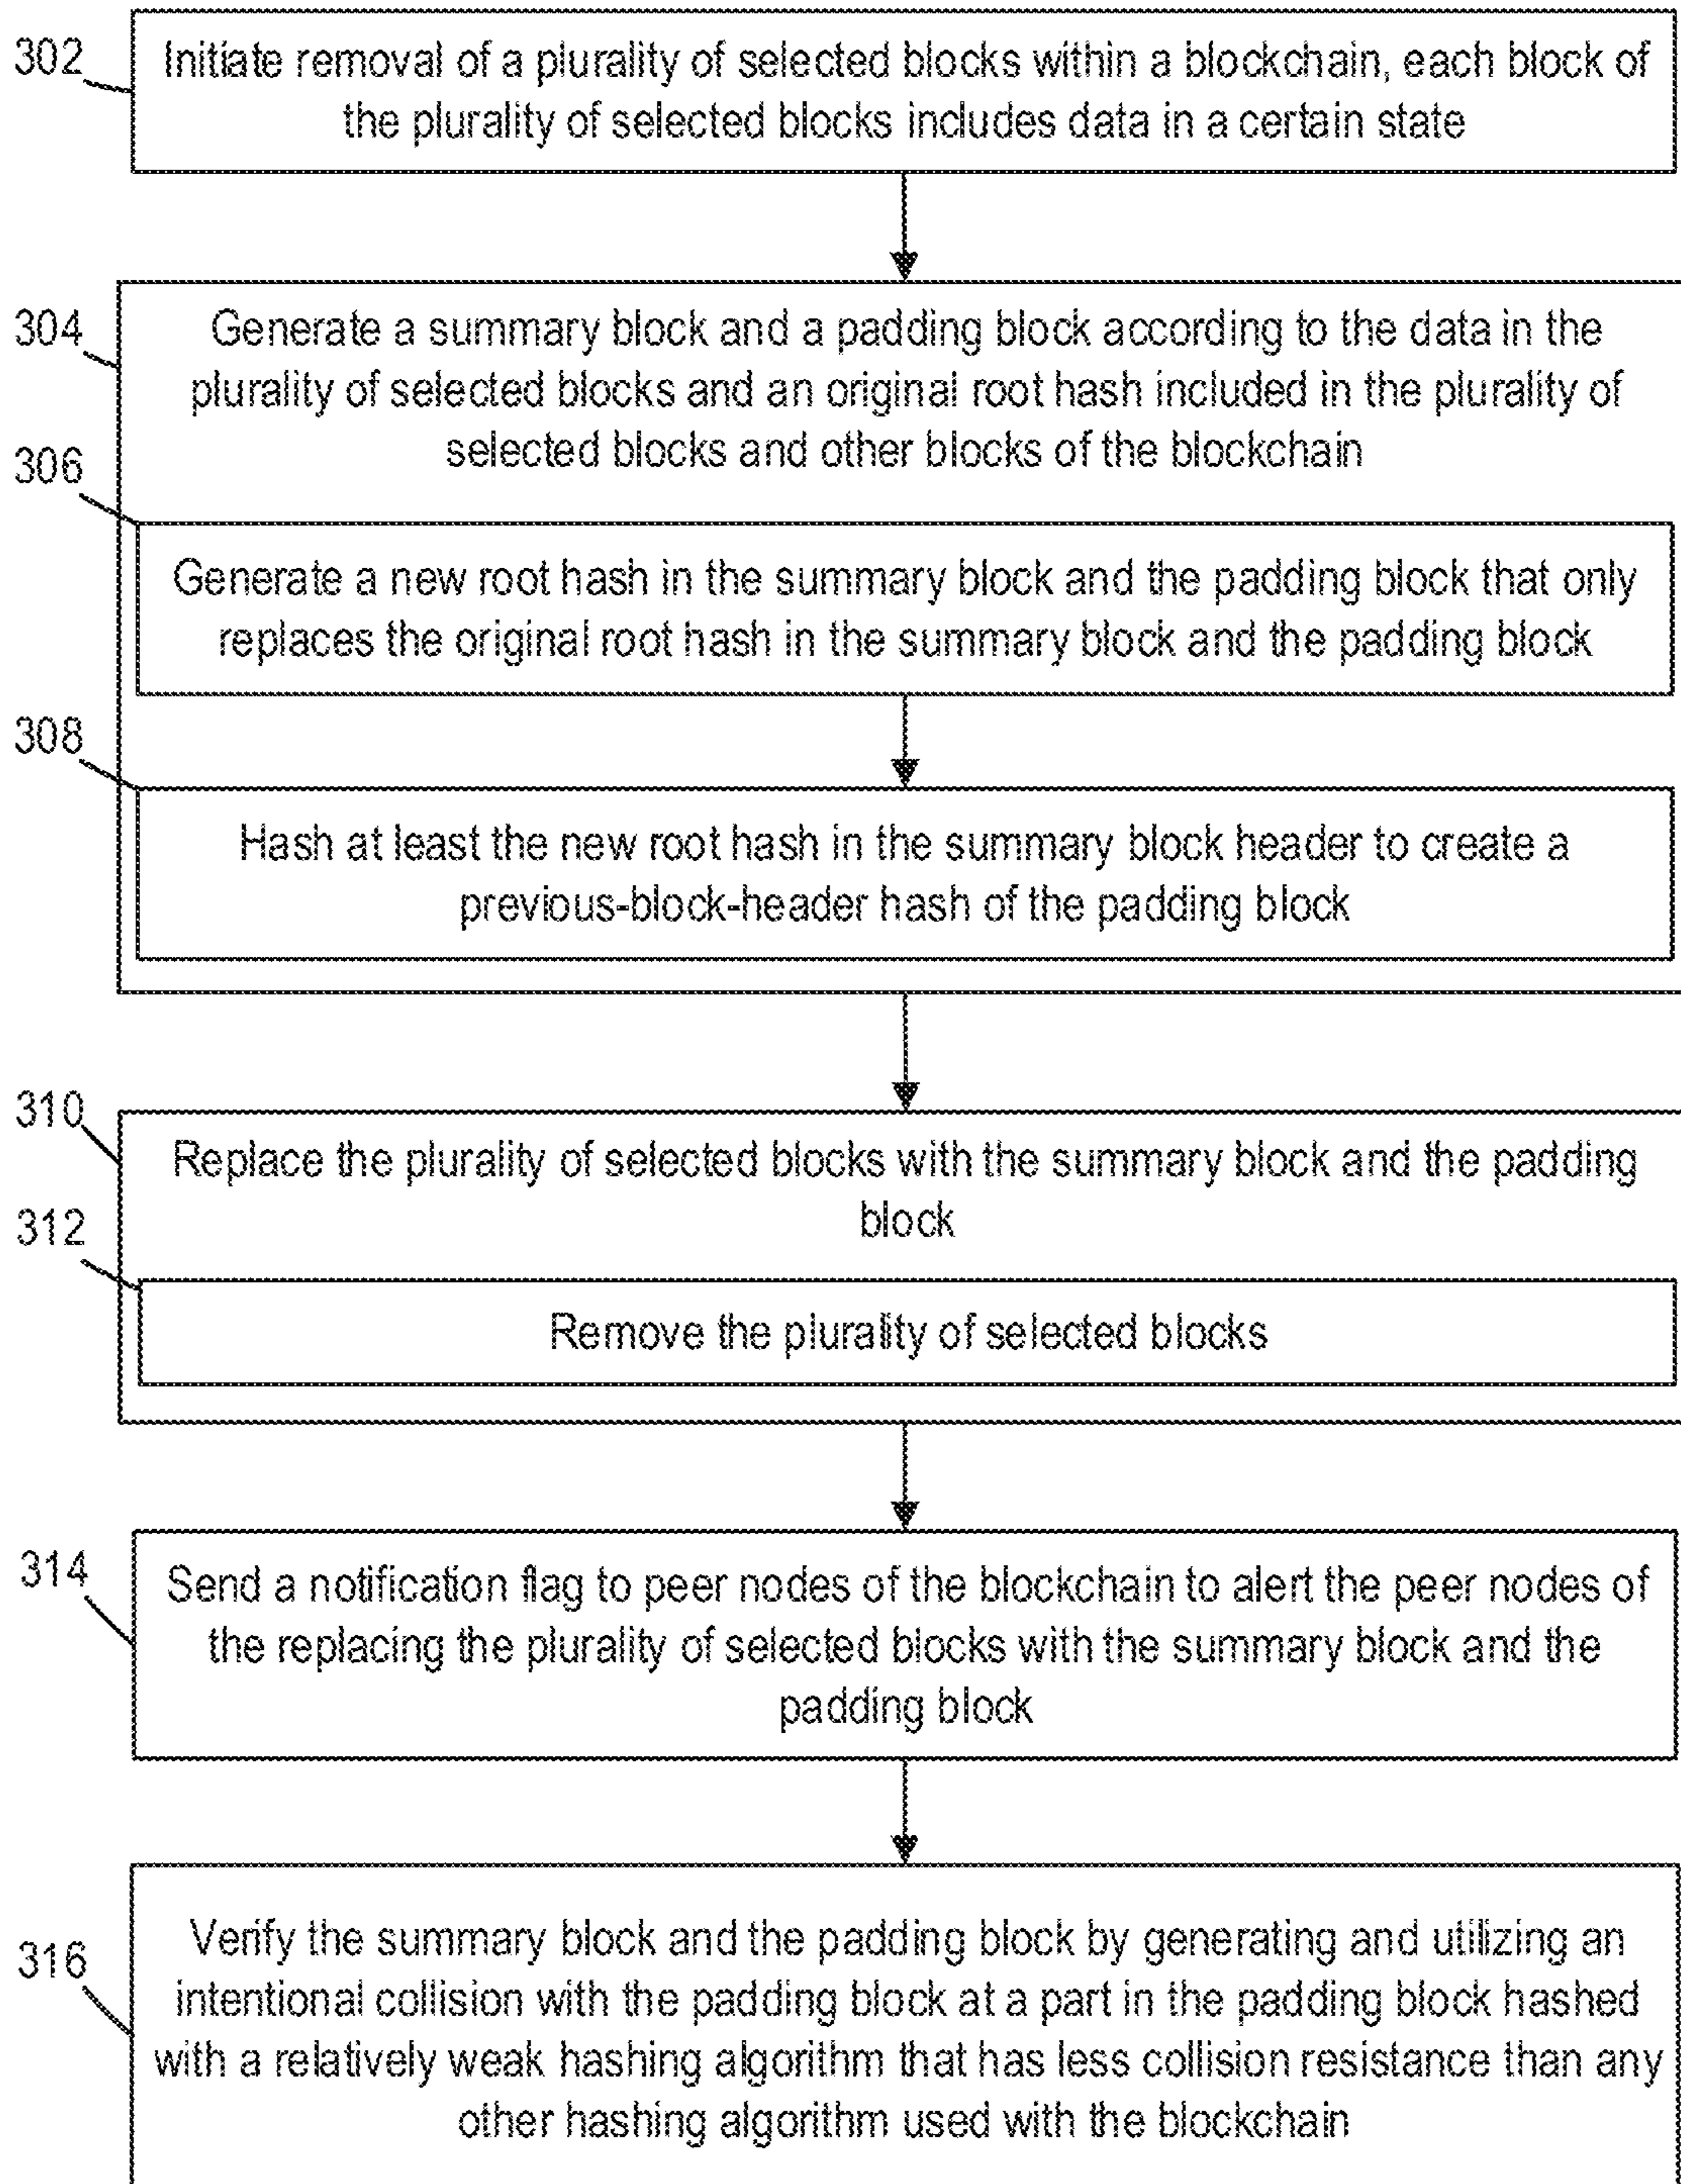 302
Initiate removal of a plurality of selected blocks within a blockchain, each block of
the plurality of selected blocks includes data in a certain state
304
Generate a summary block and a padding block according to the data in the
plurality of selected blocks and an original root hash included in the plurality of
selected blocks and other blocks of the blockchain
306
Generate a new root hash in the summary block and the padding block that only
replaces the original root hash in the summary block and the padding block
308
Hash at least the new root hash in the summary block header to create a
previous-block-header hash of the padding block
310
Replace the plurality of selected blocks with the summary block and the padding
block
312
Remove the plurality of selected blocks
314
Send a notification flag to peer nodes of the blockchain to alert the peer nodes of
the replacing the plurality of selected blocks with the summary block and the
padding block
316
Verify the summary block and the padding block by generating and utilizing an
intentional collision with the padding block at a part in the padding block hashed
with a relatively weak hashing algorithm that has less collision resistance than any
other hashing algorithm used with the blockchain